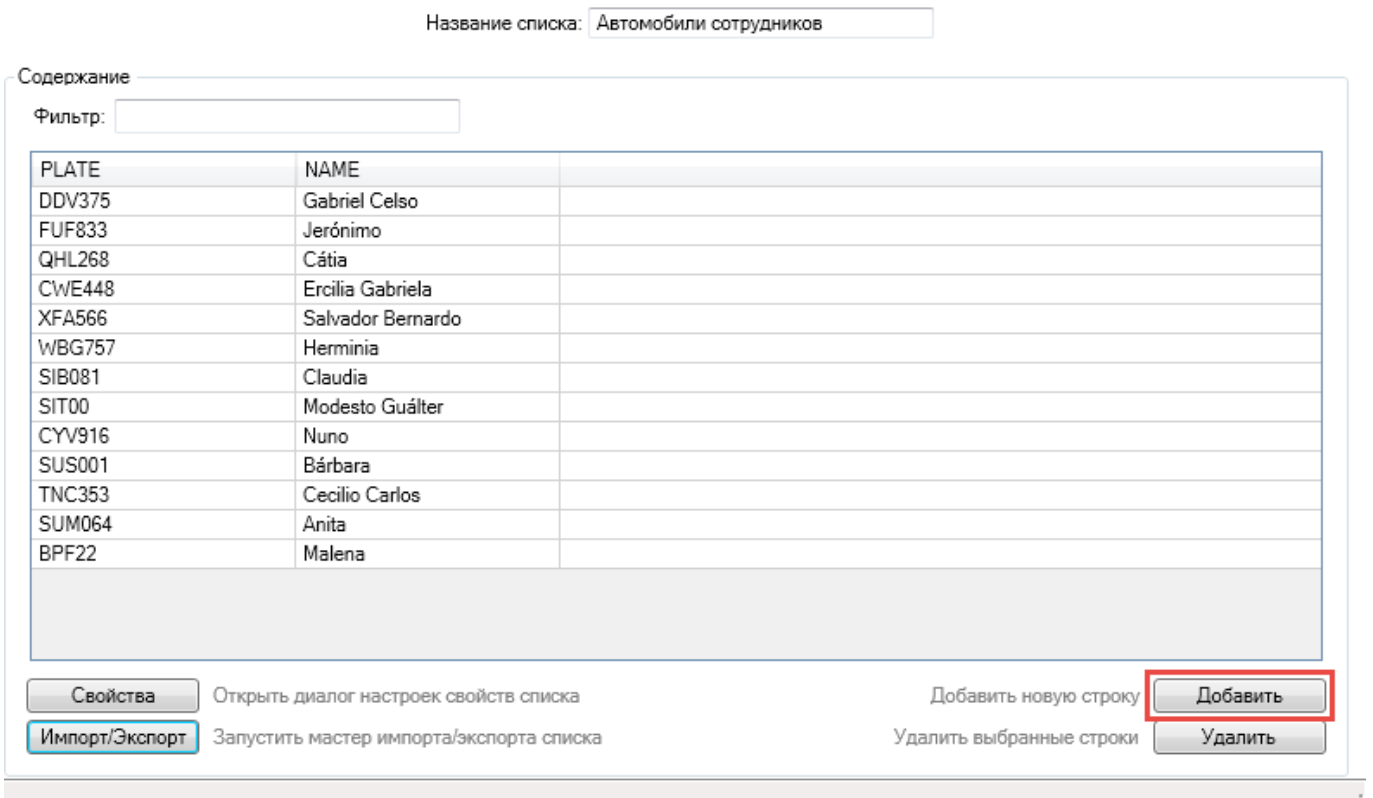 Название списка: Автомобили сотрудников
Содержание
Фильтр:
PLATE NAME
DDV375 Gabriel Celso
FUF833 Jerónimo
QHL268 Cátia
CWE448 Ercilia Gabriela
XFA566 Salvador Bernardo
WBG757 Herminia
SIB081 Claudia
SIT00 Modesto Guálter
CYV916 Nuno
SUS001 Bárbara
TNC353 Cecilio Carlos
SUM064 Anita
BPF22 Malena
Свойства Открыть диалог настроек свойств списка Добавить новую строку Добавить
Импорт/Экспорт Запустить мастер импорта/экспорта списка Удалить выбранные строки Удалить